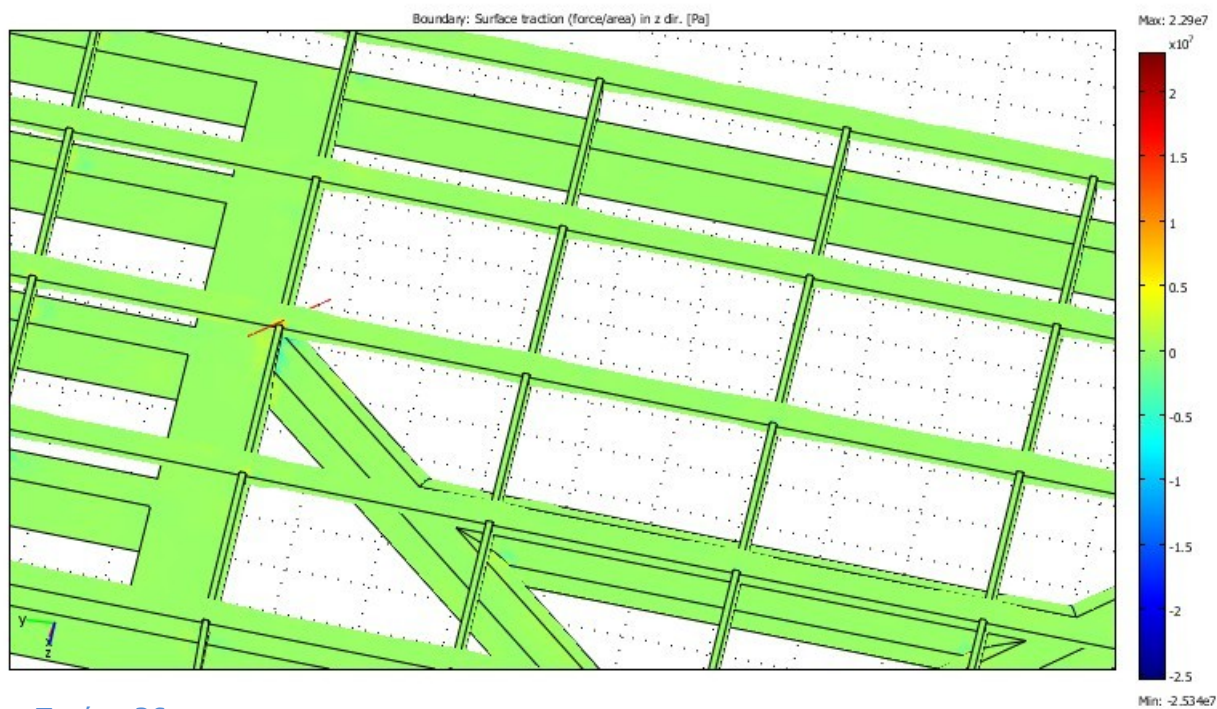 Boundary: Surface traction (force/area) in z dir. [Pa]
Max: 2.29e7
x10⁷
2
1.5
1
0.5
0
-0.5
-1
-1.5
-2
-2.5
Min: -2.534e7
y
z